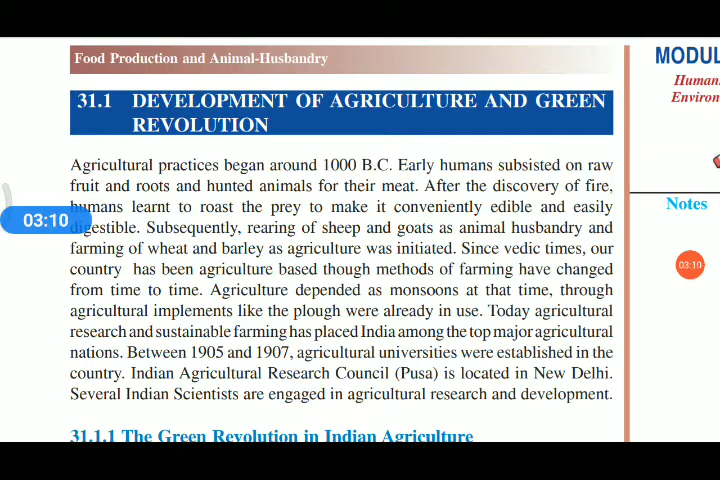 Food Production and Animal-Husbandry
MODUL
Human
Environ
31.1 DEVELOPMENT OF AGRICULTURE AND GREEN
REVOLUTION
Agricultural practices began around 1000 B.C. Early humans subsisted on raw
fruit and roots and hunted animals for their meat. After the discovery of fire,
humans learnt to roast the prey to make it conveniently edible and easily
digestible. Subsequently, rearing of sheep and goats as animal husbandry and
farming of wheat and barley as agriculture was initiated. Since vedic times, our
country has been agriculture based though methods of farming have changed
from time to time. Agriculture depended as monsoons at that time, through
agricultural implements like the plough were already in use. Today agricultural
research and sustainable farming has placed India among the top major agricultural
nations. Between 1905 and 1907, agricultural universities were established in the
country. Indian Agricultural Research Council (Pusa) is located in New Delhi.
Several Indian Scientists are engaged in agricultural research and development.
31.1.1 The Green Revolution in Indian Agriculture
Notes
03:10
03:10